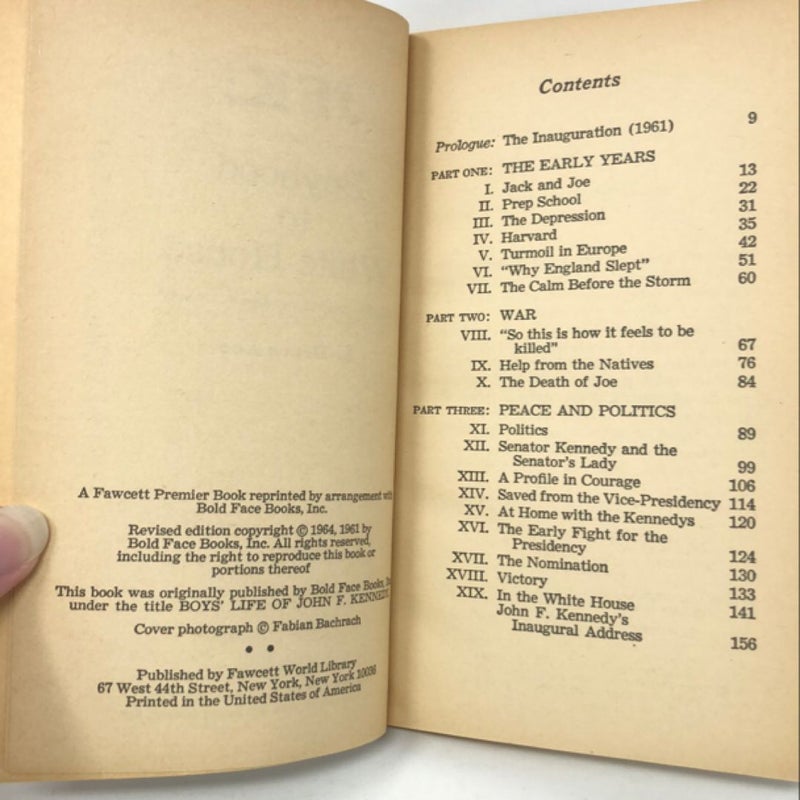 A Fawcett Premier Book reprinted by arrangement with
Bold Face Books, Inc.
Revised edition copyright © 1964, 1961 by
Bold Face Books, Inc. All rights reserved,
including the right to reproduce this book or
portions thereof
This book was originally published by Bold Face Books,
under the title BOYS' LIFE OF JOHN F. KENNEDY
Cover photograph © Fabian Bachrach
• •
Published by Fawcett World Library
67 West 44th Street, New York, New York 10036
Printed in the United States of America
Contents
Prologue: The Inauguration (1961) 9
PART ONE: THE EARLY YEARS
I. Jack and Joe 13
II. Prep School 22
III. The Depression 31
IV. Harvard 35
V. Turmoil in Europe 42
VI. "Why England Slept" 51
VII. The Calm Before the Storm 60
PART TWO: WAR
VIII. "So this is how it feels to be
killed" 67
IX. Help from the Natives 76
X. The Death of Joe 84
PART THREE: PEACE AND POLITICS
XI. Politics 89
XII. Senator Kennedy and the
Senator's Lady 99
XIII. A Profile in Courage 106
XIV. Saved from the Vice-Presidency 114
XV. At Home with the Kennedys 120
XVI. The Early Fight for the
Presidency 124
XVII. The Nomination 130
XVIII. Victory 133
XIX. In the White House 141
John F. Kennedy's
Inaugural Address 156